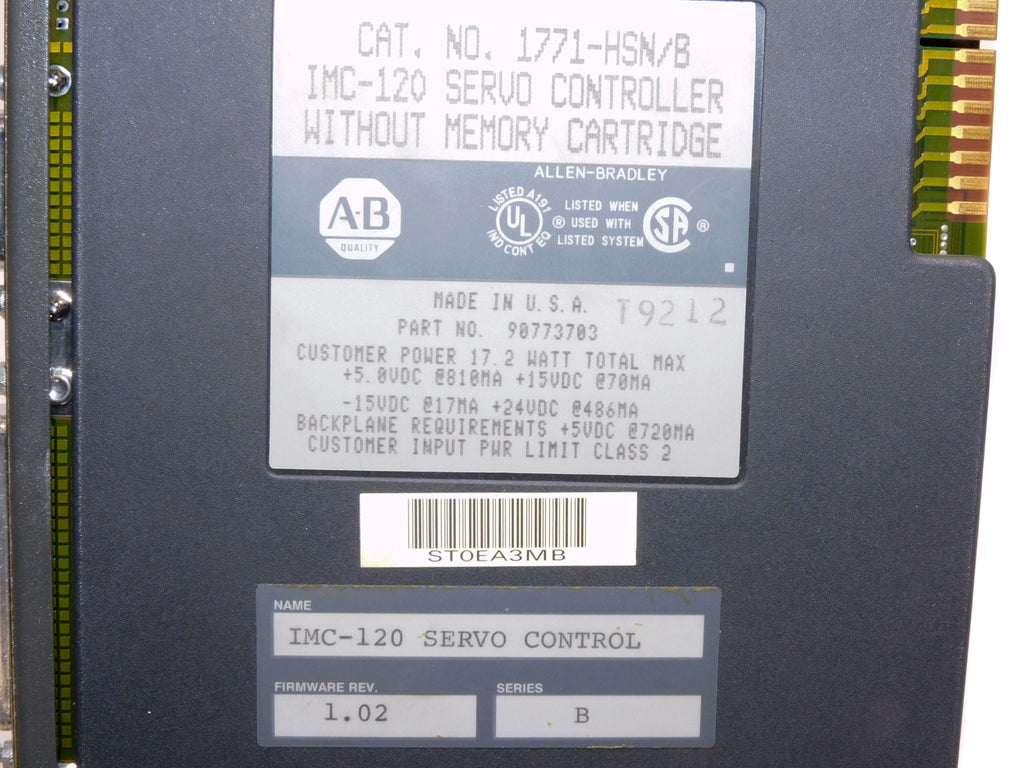 CAT. NO. 1771-HSN/B
IMC-120 SERVO CONTROLLER
WITHOUT MEMORY CARTRIDGE
ALLEN-BRADLEY
A-B
QUALITY
LISTED A191
UL
IND CONT EQ
®
LISTED WHEN
USED WITH
LISTED SYSTEM
SA
®
MADE IN U.S.A.
T9212
PART NO. 90773703
CUSTOMER POWER 17.2 WATT TOTAL MAX
+5.0VDC @810MA +15VDC @70MA
-15VDC @17MA +24VDC @486MA
BACKPLANE REQUIREMENTS +5VDC @720MA
CUSTOMER INPUT PWR LIMIT CLASS 2
STOEA3MB
NAME
IMC-120 SERVO CONTROL
FIRMWARE REV.
1.02
SERIES
B